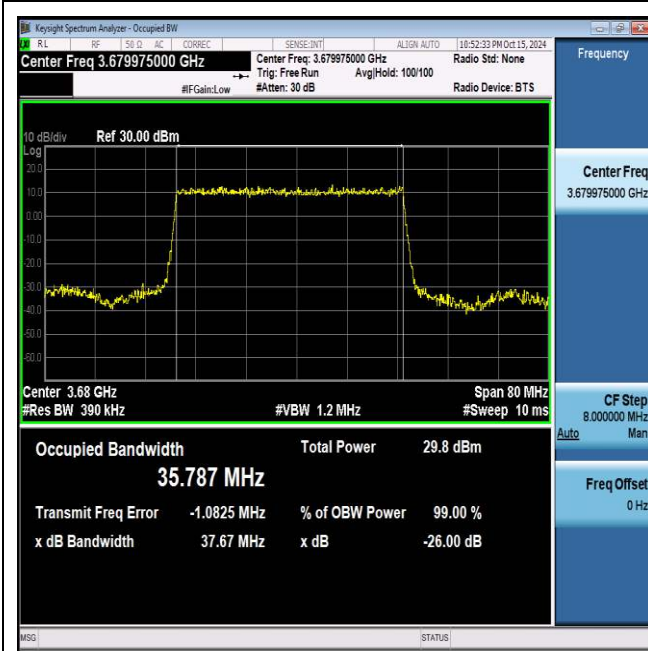 Keysight Spectrum Analyzer - Occupied BW
RL RF 50 Ω AC CORREC SENSE:INT ALIGN AUTO 10:52:33 PM Oct 15, 2024
Center Freq 3.679975000 GHz Center Freq: 3.679975000 GHz Radio Std: None
Trig: Free Run Avg|Hold: 100/100
#IFGain:Low #Atten: 30 dB Radio Device: BTS
10 dB/div Ref 30.00 dBm
Log
20.0
10.0
0.00
-10.0
-20.0
-30.0
-40.0
-50.0
-60.0
Center 3.68 GHz Span 80 MHz
#Res BW 390 kHz #VBW 1.2 MHz #Sweep 10 ms
Occupied Bandwidth Total Power 29.8 dBm
35.787 MHz
Transmit Freq Error -1.0825 MHz % of OBW Power 99.00 %
x dB Bandwidth 37.67 MHz x dB -26.00 dB
MSG STATUS
Frequency
Center Freq
3.679975000 GHz
CF Step
8.000000 MHz
Auto Man
Freq Offset
0 Hz